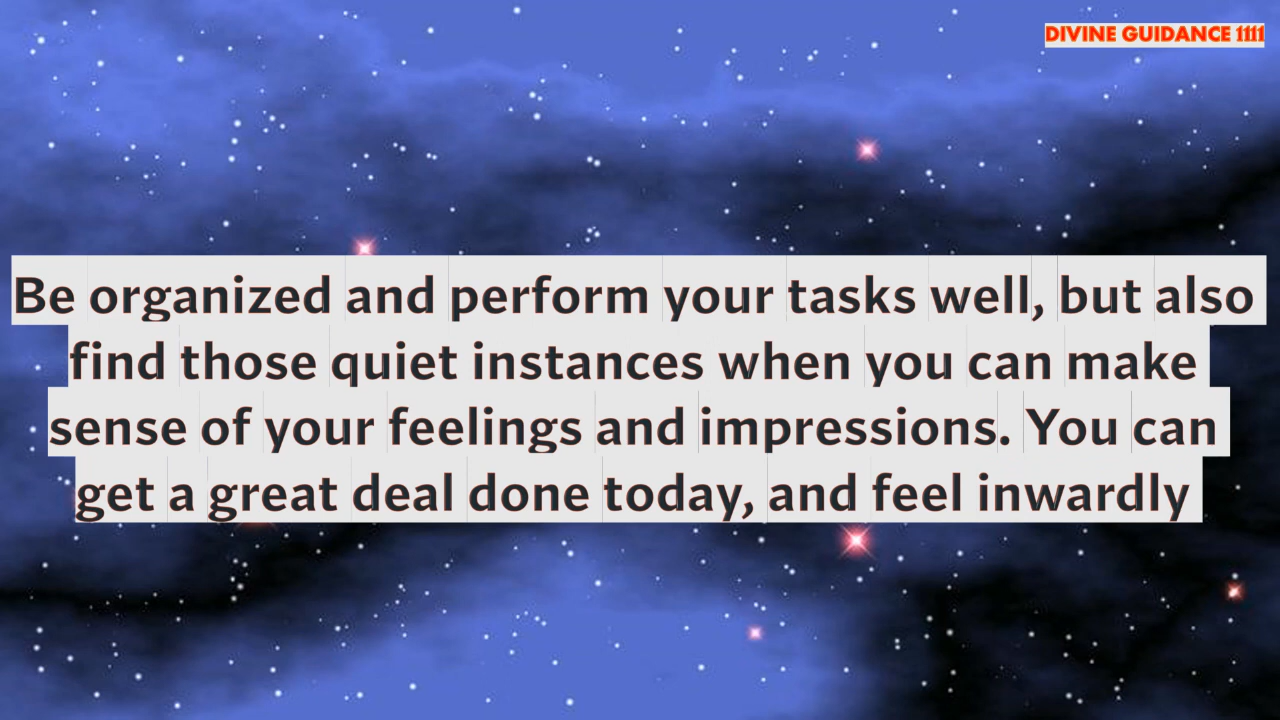 DIVINE GUIDANCE 1111
Be organized and perform your tasks well, but also
find those quiet instances when you can make
sense of your feelings and impressions. You can
get a great deal done today, and feel inwardly